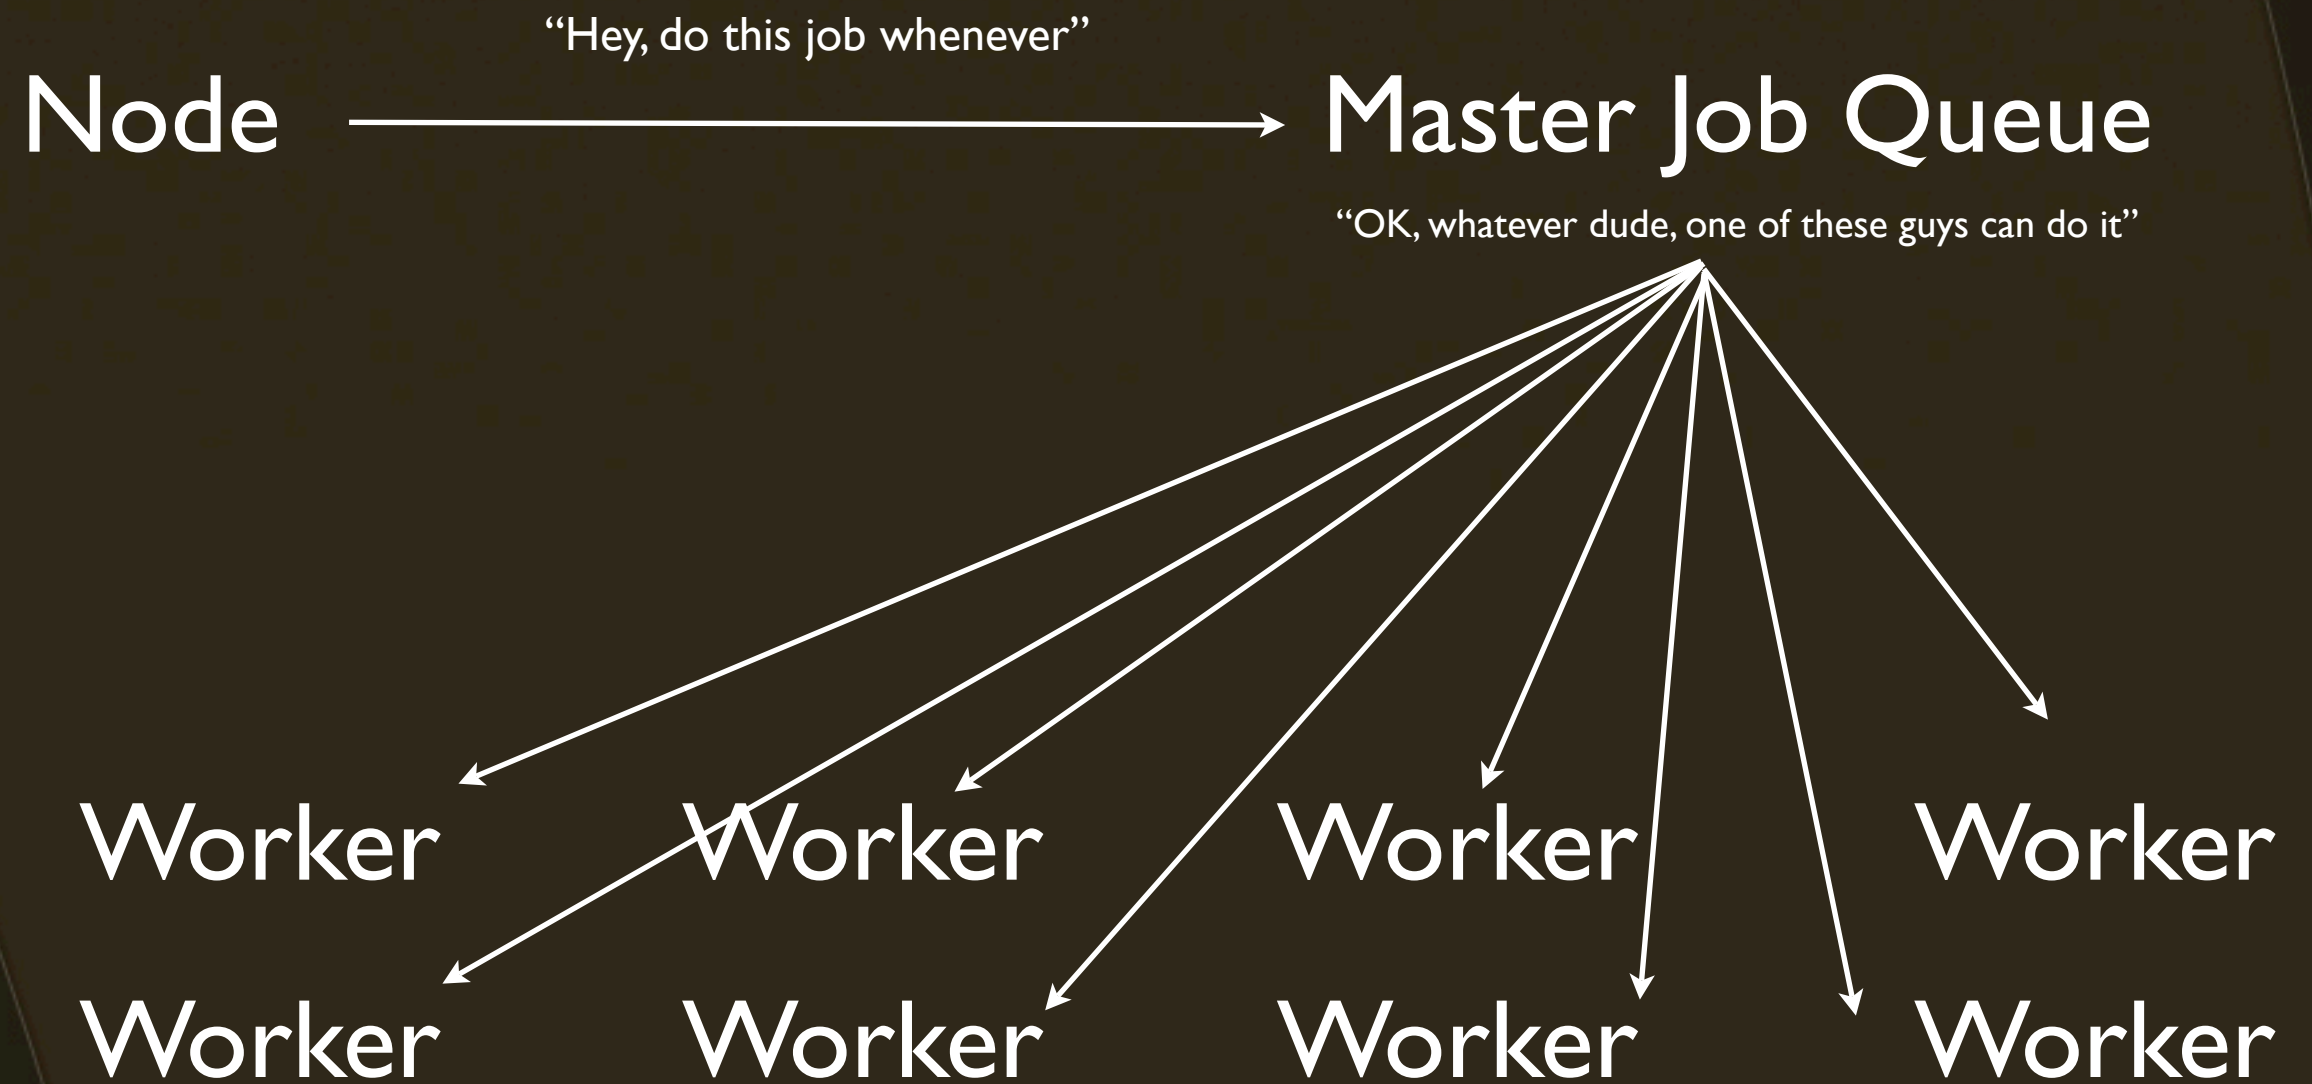 “Hey, do this job whenever”
Node
Master Job Queue
“OK, whatever dude, one of these guys can do it”
Worker
Worker
Worker
Worker
Worker
Worker
Worker
Worker